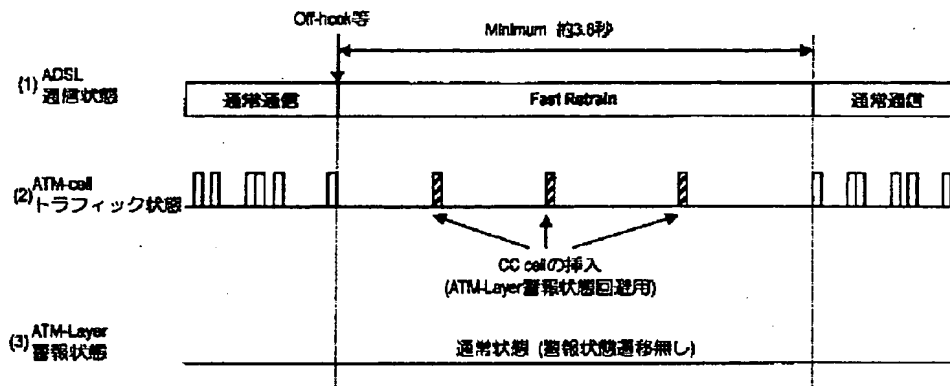 Off-hook等
Minimum 約3.8秒
(1) ADSL
通信状態
通常通信
Fast Retrain
通常通信
(2) ATM-cell
トラフィック状態
CC cellの挿入
(ATM-Layer警報状態回避用)
(3) ATM-Layer
警報状態
通常状態 (警報状態遷移無し)